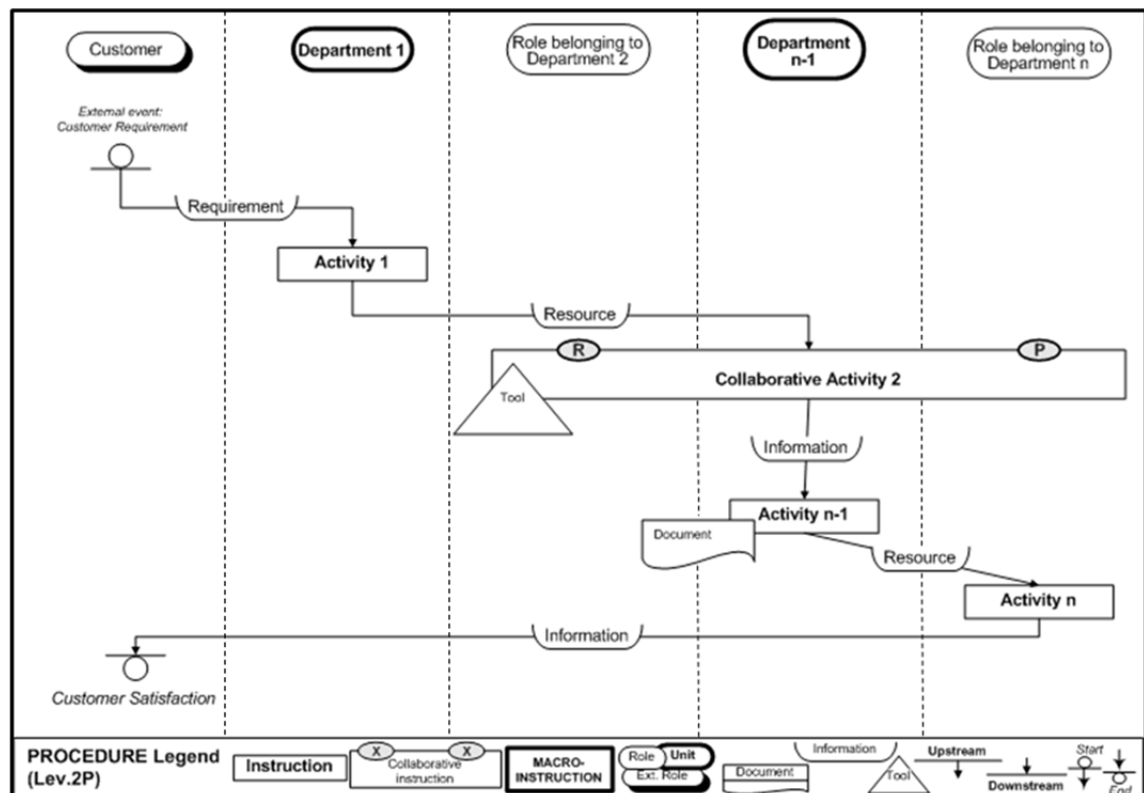 Customer
Department 1
Role belonging to
Department 2
Department
n-1
Role belonging to
Department n
External event:
Customer Requirement
Requirement
Activity 1
Resource
R
P
Collaborative Activity 2
Tool
Information
Activity n-1
Document
Resource
Activity n
Information
Customer Satisfaction
PROCEDURE Legend
(Lev.2P)
Instruction
X
X
Collaborative
instruction
MACRO-
INSTRUCTION
Role
Unit
Ext. Role
Information
Document
Tool
Upstream
Downstream
Start
End